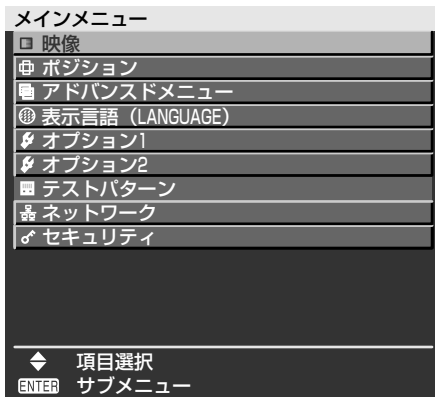 メインメニュー
映像
ポジション
アドバンスドメニュー
表示言語（LANGUAGE）
オプション1
オプション2
テストパターン
ネットワーク
セキュリティ
項目選択
ENTER サブメニュー